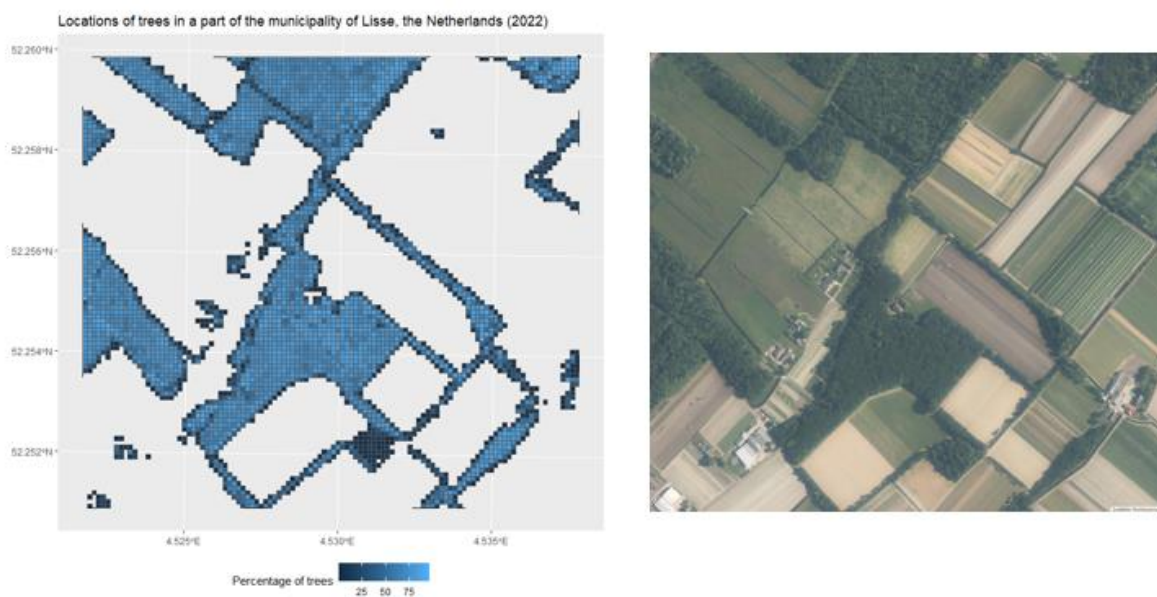 Locations of trees in a part of the municipality of Lisse, the Netherlands (2022)
52.260°N
52.258°N
52.256°N
52.254°N
52.252°N
4.525°E
4.530°E
4.535°E
Percentage of trees
25 50 75